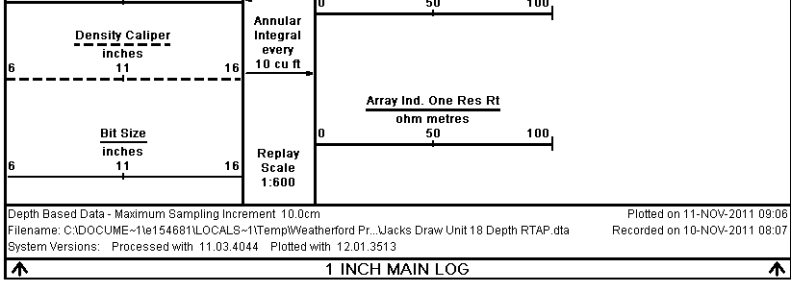 0 50 100
Density Caliper
inches
6 11 16
Annular
Integral
every
10 cu ft
Array Ind. One Res Rt
ohm metres
0 50 100
Bit Size
inches
6 11 16
Replay
Scale
1:600
Depth Based Data - Maximum Sampling Increment 10.0cm Plotted on 11-NOV-2011 09:06
Filename: C:\DOCUME~1\e154681\LOCALS~1\Temp\Weatherford Pr...\Jacks Draw Unit 18 Depth RTAP.dta Recorded on 10-NOV-2011 08:07
System Versions: Processed with 11.03.4044 Plotted with 12.01.3513
1 INCH MAIN LOG